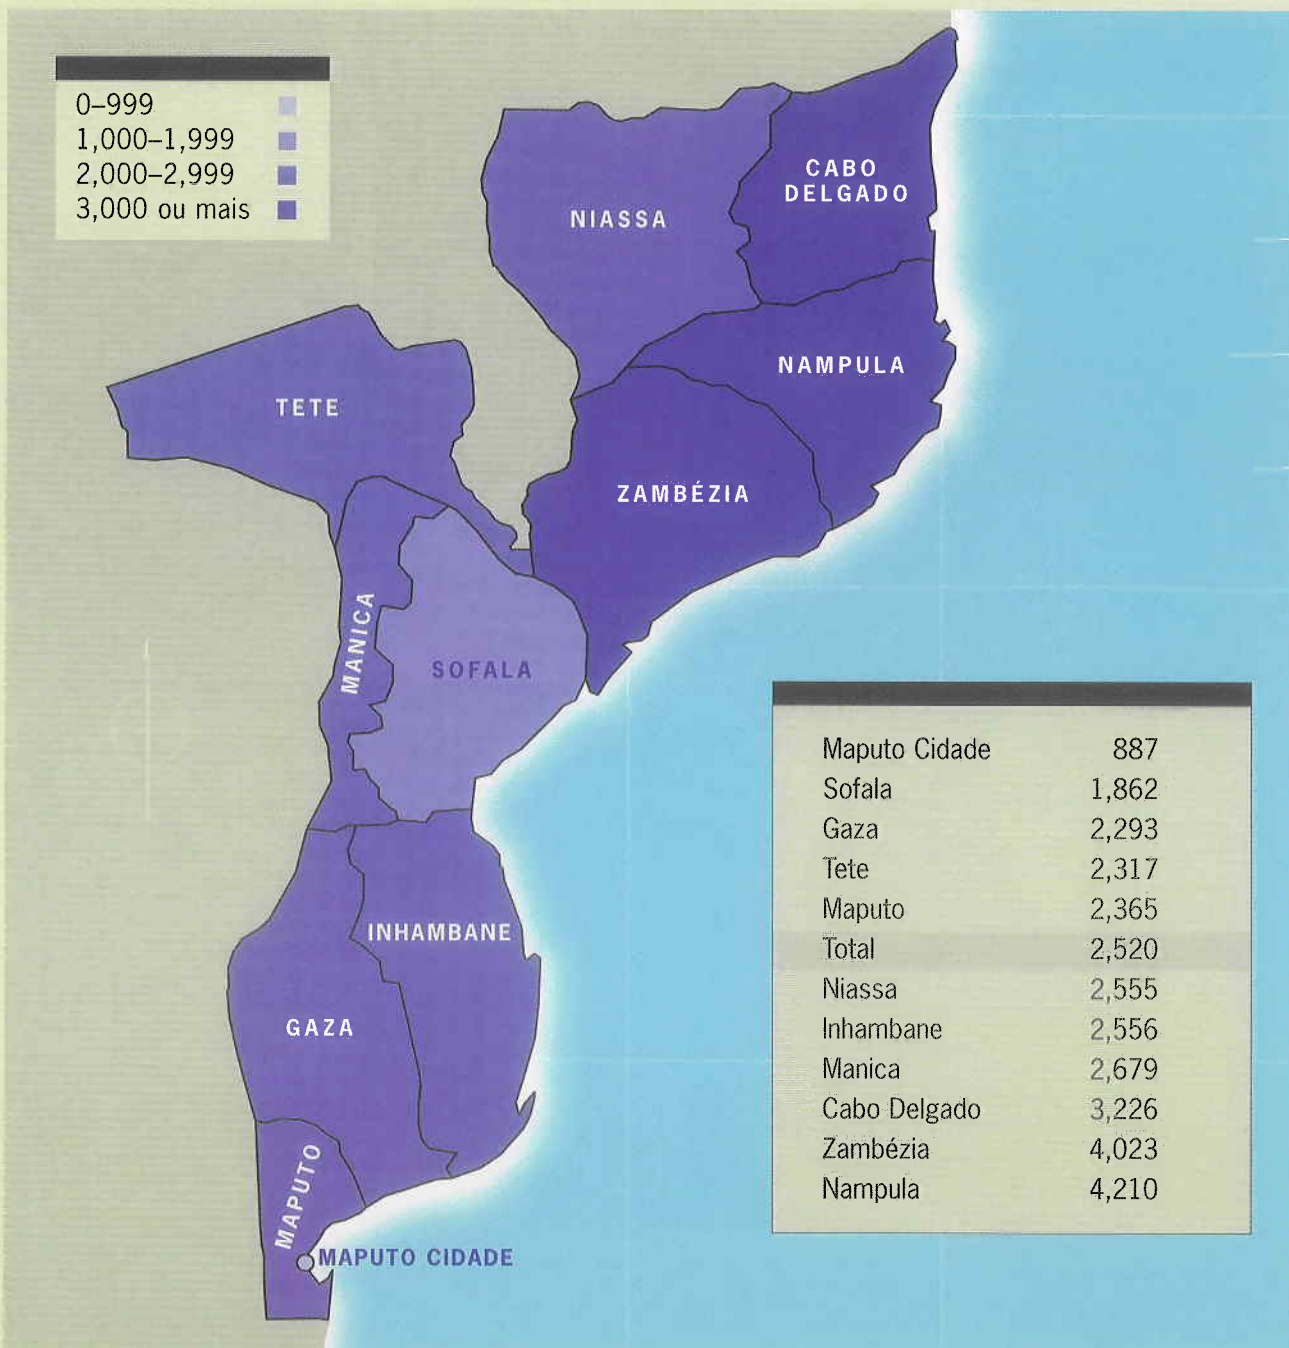 0–999
1,000–1,999
2,000–2,999
3,000 ou mais
CABO
DELGADO
NIASSA
NAMPULA
TETE
ZAMBÉZIA
MANICA
SOFALA
INHAMBANE
GAZA
MAPUTO
MAPUTO CIDADE
Maputo Cidade 887
Sofala 1,862
Gaza 2,293
Tete 2,317
Maputo 2,365
Total 2,520
Niassa 2,555
Inhambane 2,556
Manica 2,679
Cabo Delgado 3,226
Zambézia 4,023
Nampula 4,210